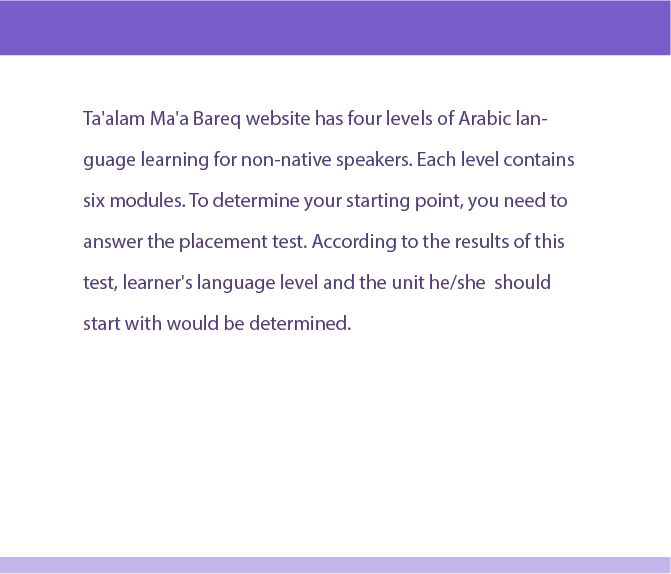 Ta'alam Ma'a Bareq website has four levels of Arabic lan-
guage learning for non-native speakers. Each level contains
six modules. To determine your starting point, you need to
answer the placement test. According to the results of this
test, learner's language level and the unit he/she  should
start with would be determined.